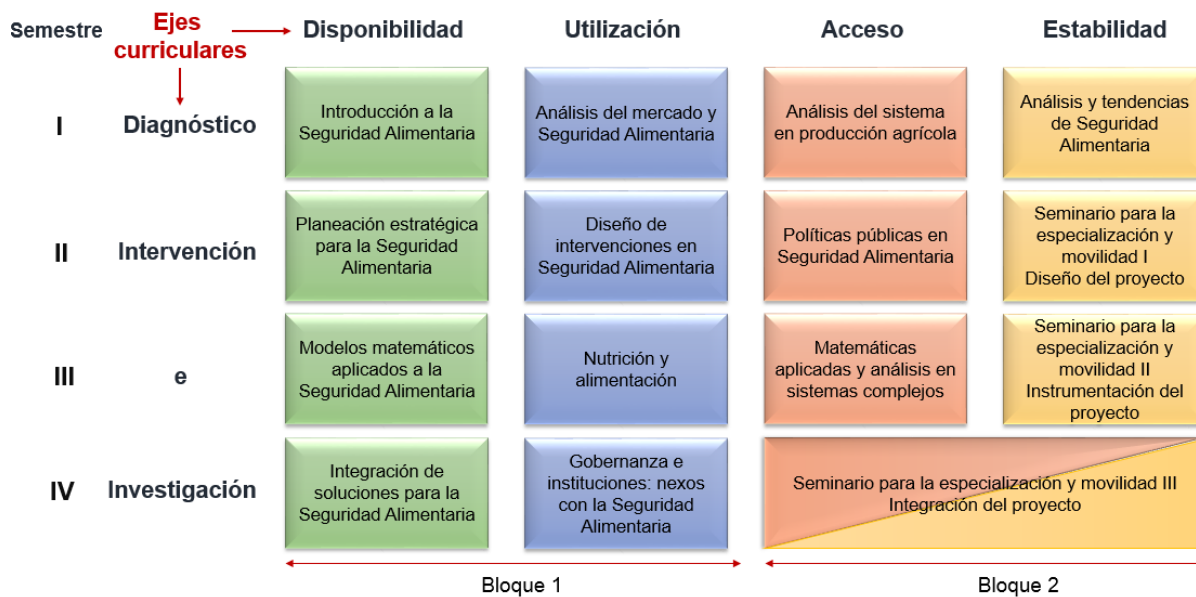 Semestre
Ejes
curriculares
Disponibilidad
Utilización
Acceso
Estabilidad
I
Diagnóstico
Introducción a la
Seguridad Alimentaria
Análisis del mercado y
Seguridad Alimentaria
Análisis del sistema
en producción agrícola
Análisis y tendencias
de Seguridad
Alimentaria
II
Intervención
Planeación estratégica
para la Seguridad
Alimentaria
Diseño de
intervenciones en
Seguridad Alimentaria
Políticas públicas en
Seguridad Alimentaria
Seminario para la
especialización y
movilidad I
Diseño del proyecto
III
e
Modelos matemáticos
aplicados a la
Seguridad Alimentaria
Nutrición y
alimentación
Matemáticas
aplicadas y análisis en
sistemas complejos
Seminario para la
especialización y
movilidad II
Instrumentación del
proyecto
IV
Investigación
Integración de
soluciones para la
Seguridad Alimentaria
Gobernanza e
instituciones: nexos
con la Seguridad
Alimentaria
Seminario para la especialización y movilidad III
Integración del proyecto
Bloque 1
Bloque 2